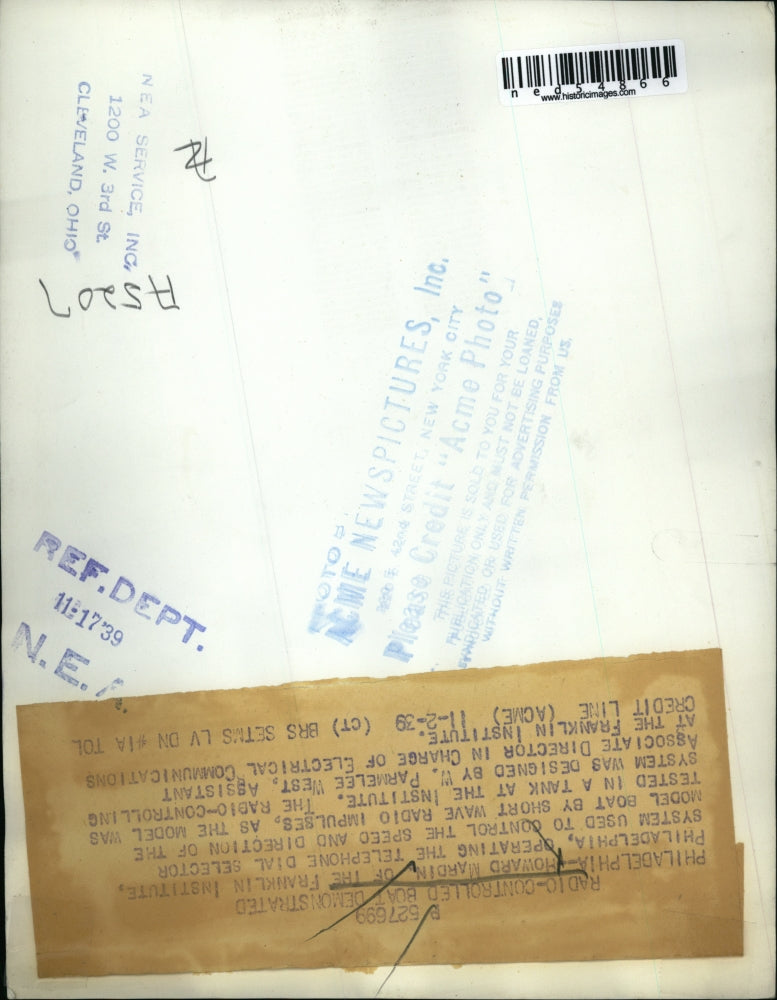 ned54866
www.historicimages.com
NEA SERVICE, INC.
1200 W. 3rd St.
CLEVELAND, OHIO
ACME NEWSPICTURES, Inc.
42nd STREET, NEW YORK CITY
Please Credit "Acme Photo"
THIS PICTURE IS SOLD TO YOU FOR YOUR
PUBLICATION ONLY AND MUST NOT BE LOANED,
SYNDICATED OR USED FOR ADVERTISING PURPOSES
WITHOUT WRITTEN PERMISSION FROM US.
REF. DEPT.
11-17 39
N. E. A.
527699
RADIO-CONTROLLED BOAT DEMONSTRATED
PHILADELPHIA--HOWARD MARDIN OF THE FRANKLIN INSTITUTE,
PHILADELPHIA, OPERATING THE TELEPHONE DIAL SELECTOR
SYSTEM USED TO CONTROL THE SPEED AND DIRECTION OF THE
MODEL BOAT BY SHORT WAVE RADIO IMPULSES, AS THE MODEL WAS
TESTED IN A TANK AT THE INSTITUTE. THE RADIO-CONTROLLING
SYSTEM WAS DESIGNED BY W. PARMELEE WEST, ASSISTANT
ASSOCIATE DIRECTOR IN CHARGE OF ELECTRICAL COMMUNICATIONS
AT THE FRANKLIN INSTITUTE.
CREDIT LINE (ACME) 11-2-39 (CT) BRS SETMS LV DN #1A TOL